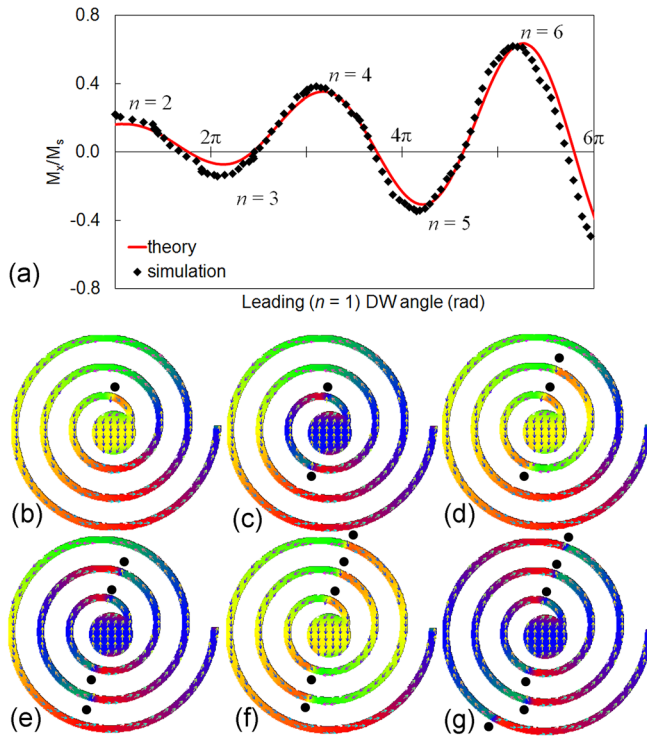 0.8
n = 6
n = 4
0.4
n = 2
2π
4π
6π
0.0
Mx/Ms
n = 3
n = 5
-0.4
theory
simulation
-0.8
(a)
Leading (n = 1) DW angle (rad)
(b) (c) (d)
(e) (f) (g)